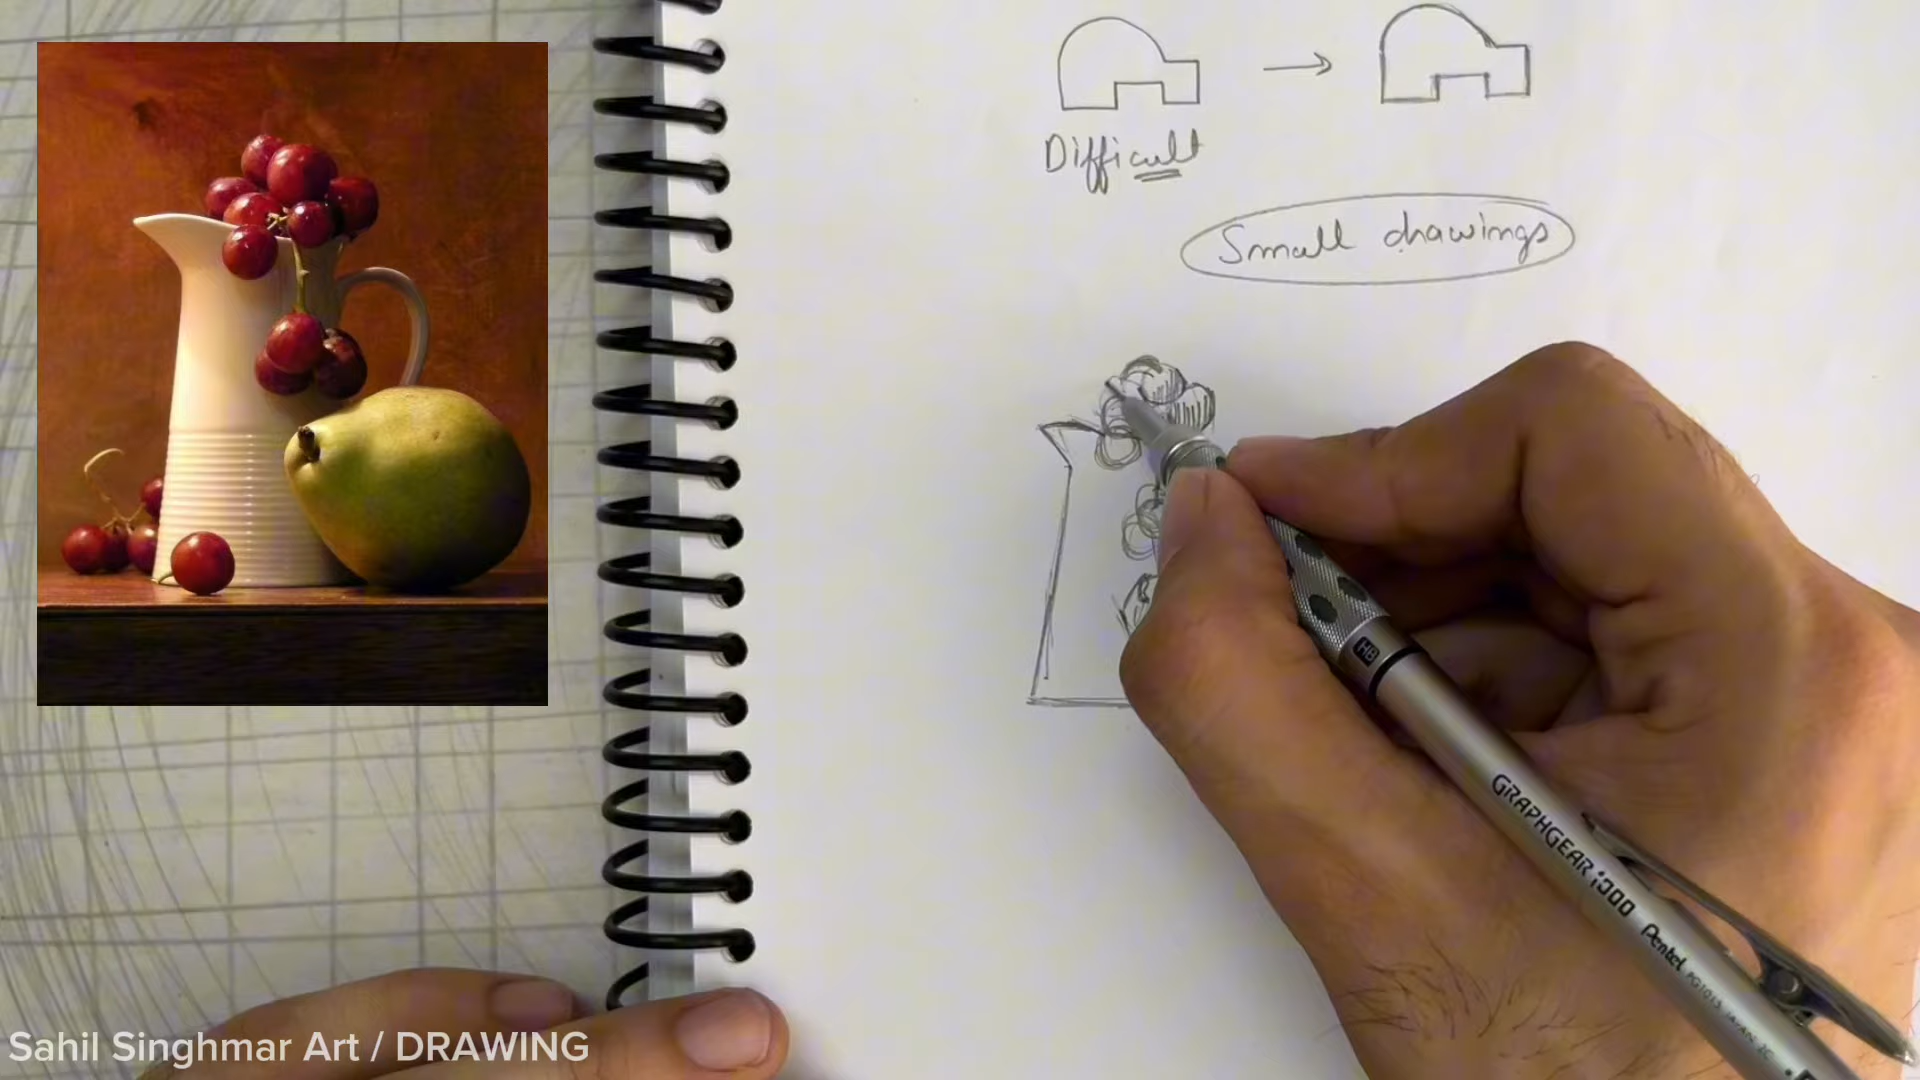 Difficult
Small drawings
HB
GRAPHGEAR 1000 Pentel
Sahil Singhmar Art / DRAWING